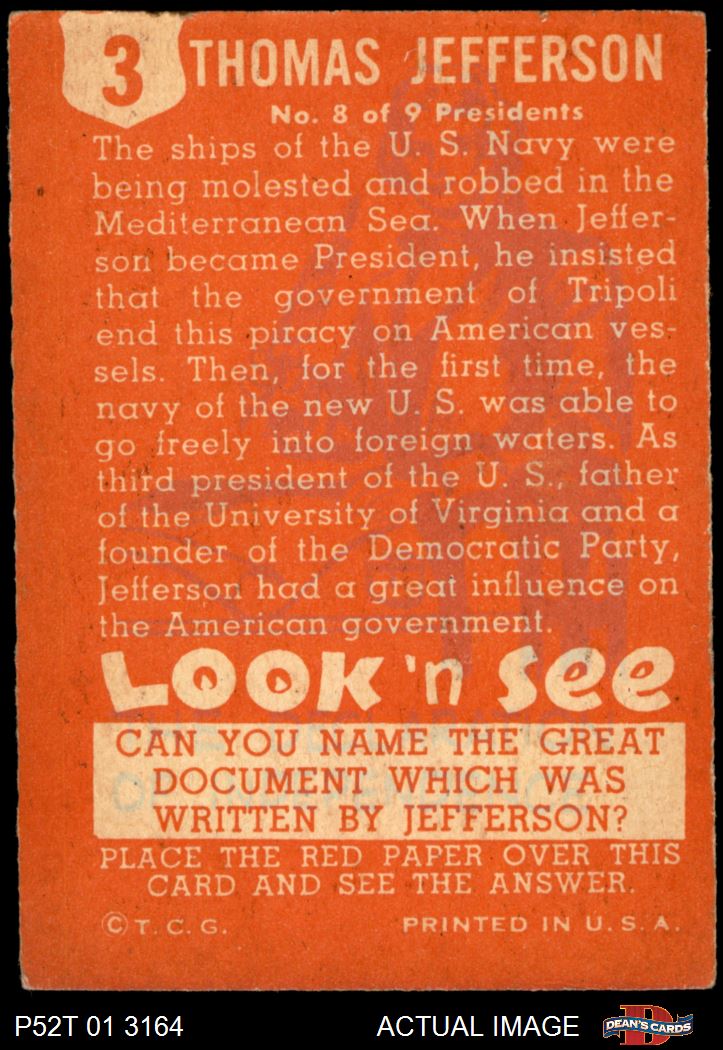 3
THOMAS JEFFERSON
No. 8 of 9 Presidents
The ships of the U. S. Navy were
being molested and robbed in the
Mediterranean Sea. When Jeffer-
son became President, he insisted
that the government of Tripoli
end this piracy on American ves-
sels. Then, for the first time, the
navy of the new U. S. was able to
go freely into foreign waters. As
third president of the U. S., father
of the University of Virginia and a
founder of the Democratic Party,
Jefferson had a great influence on
the American government.
LOOK 'n See
CAN YOU NAME THE GREAT
DOCUMENT WHICH WAS
WRITTEN BY JEFFERSON?
PLACE THE RED PAPER OVER THIS
CARD AND SEE THE ANSWER.
© T. C. G. PRINTED IN U. S. A.
P52T 01 3164 ACTUAL IMAGE DEAN'S CARDS